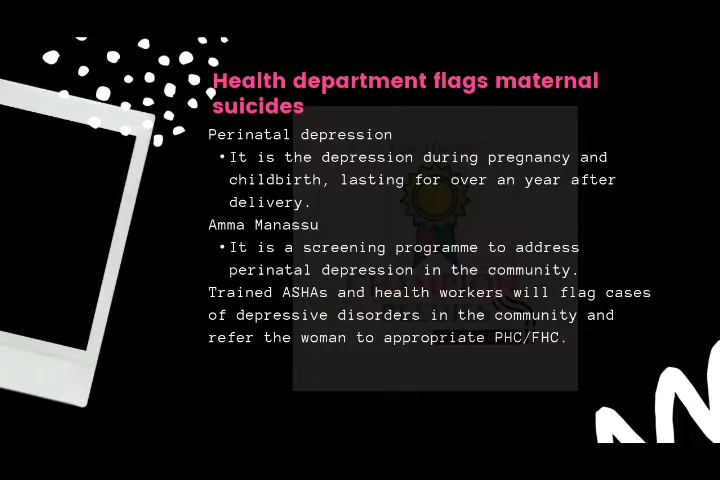 Health department flags maternal
suicides
Perinatal depression
•It is the depression during pregnancy and
childbirth, lasting for over an year after
delivery.
Amma Manassu
•It is a screening programme to address
perinatal depression in the community.
Trained ASHAs and health workers will flag cases
of depressive disorders in the community and
refer the woman to appropriate PHC/FHC.